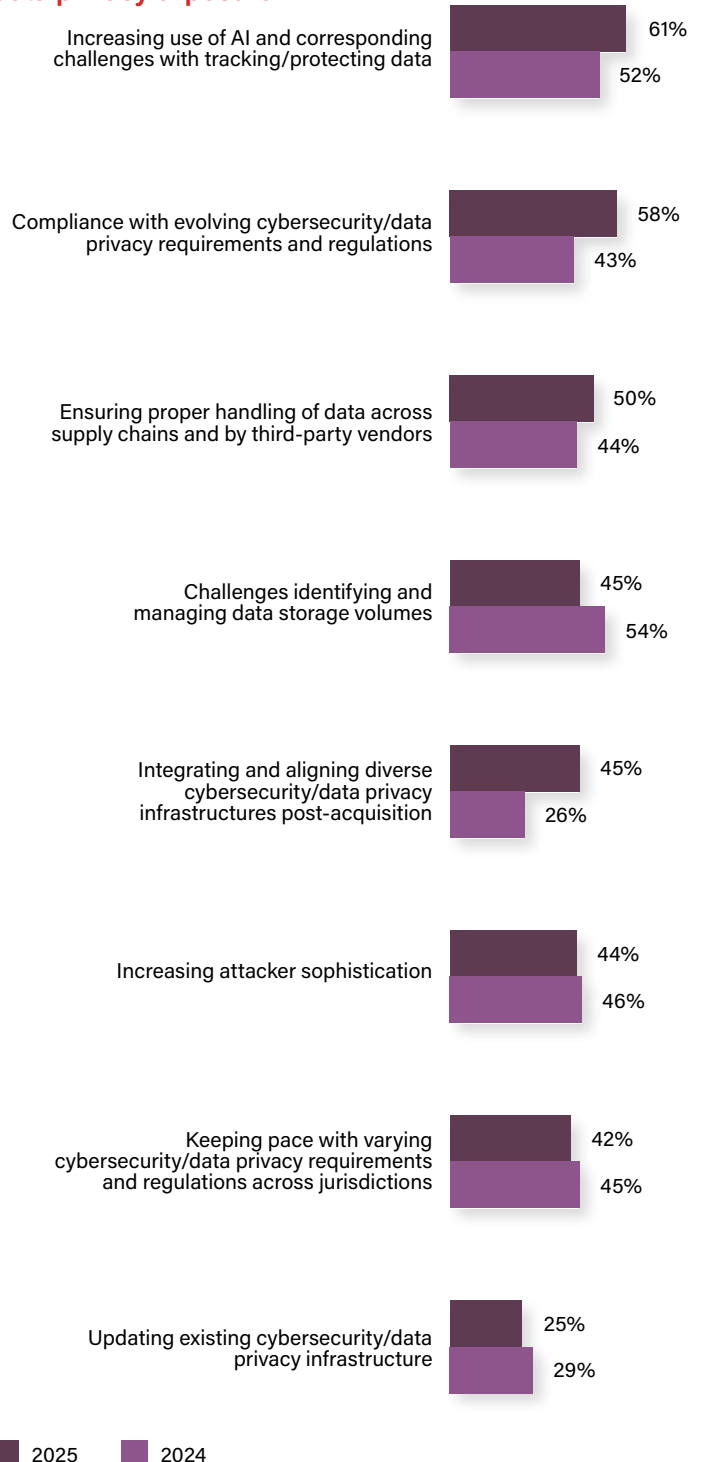 Increasing use of AI and corresponding
61%
challenges with tracking/protecting data
52%
Compliance with evolving cybersecurity/data
58%
privacy requirements and regulations
43%
Ensuring proper handling of data across
50%
supply chains and by third-party vendors
44%
Challenges identifying and
45%
managing data storage volumes
54%
Integrating and aligning diverse
45%
cybersecurity/data privacy
infrastructures post-acquisition
26%
Increasing attacker sophistication
44%
46%
Keeping pace with varying
42%
cybersecurity/data privacy requirements
and regulations across jurisdictions
45%
Updating existing cybersecurity/data
25%
privacy infrastructure
29%
2025 2024